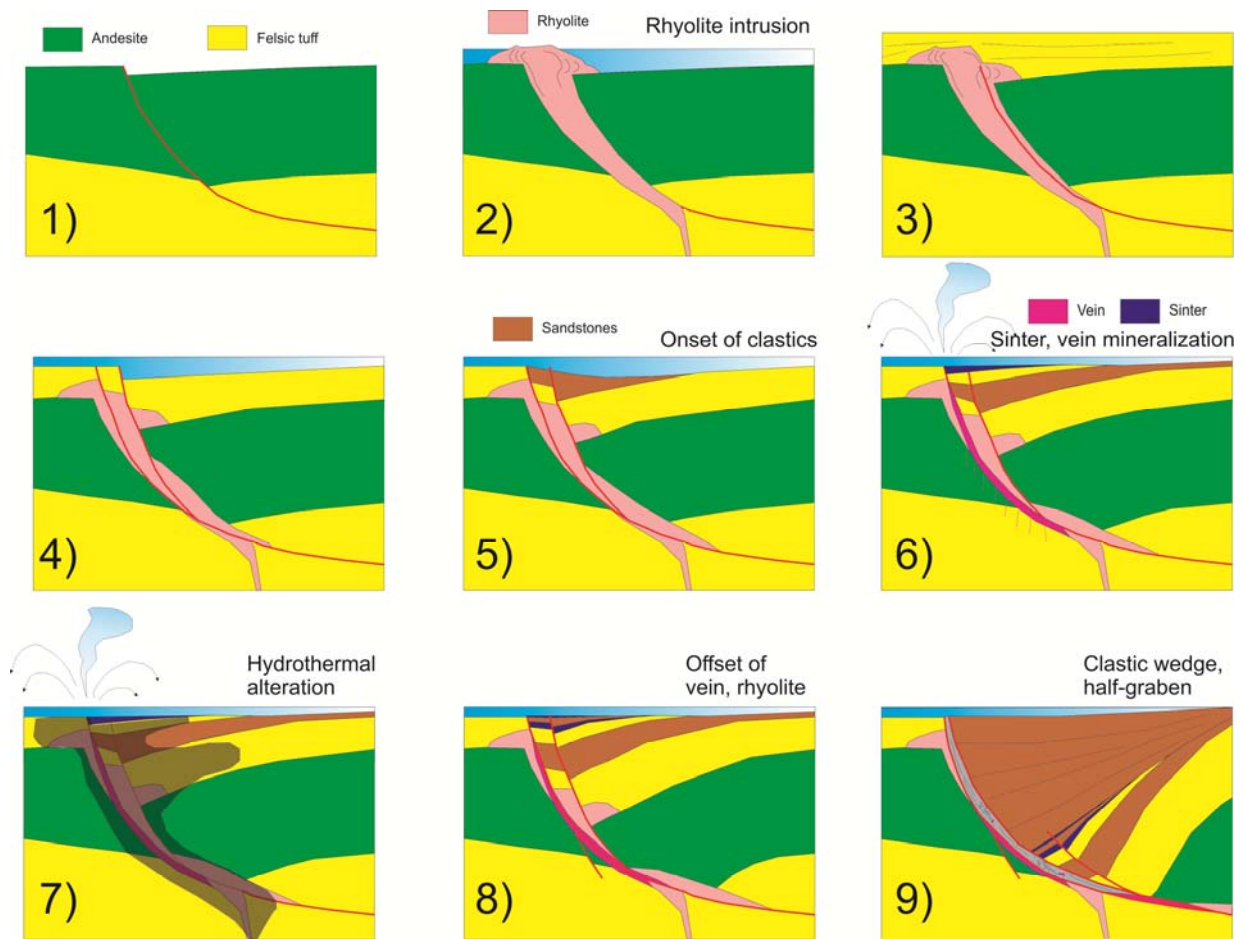 Andesite
Felsic tuff
1)
Rhyolite
Rhyolite intrusion
2)
3)
4)
Sandstones
Onset of clastics
5)
Vein
Sinter
Sinter, vein mineralization
6)
Hydrothermal
alteration
7)
Offset of
vein, rhyolite
8)
Clastic wedge,
half-graben
9)